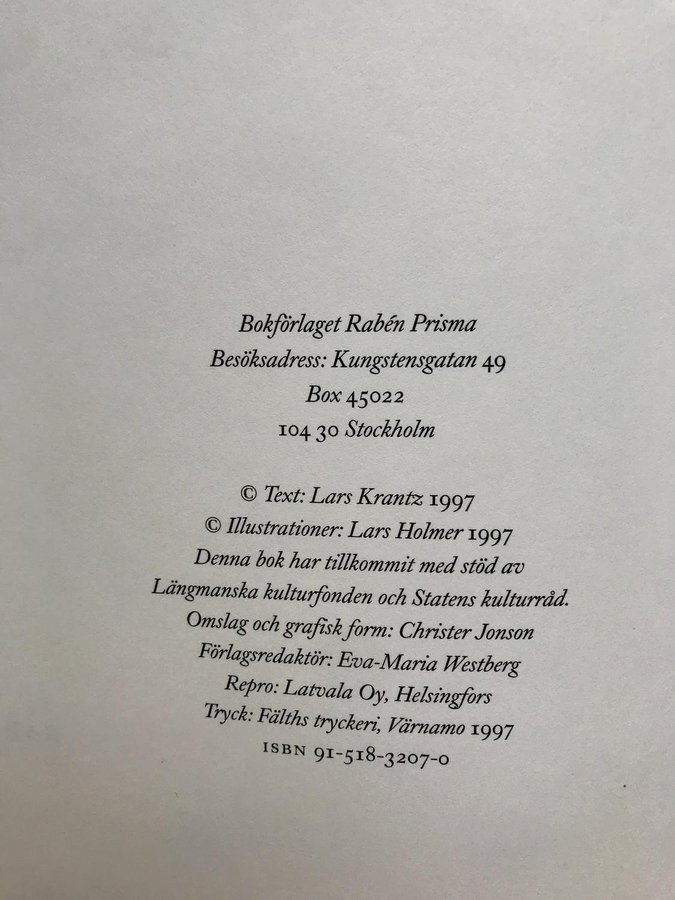 Bokförlaget Rabén Prisma
Besöksadress: Kungstensgatan 49
Box 45022
104 30 Stockholm
© Text: Lars Krantz 1997
© Illustrationer: Lars Holmer 1997
Denna bok har tillkommit med stöd av
Längmanska kulturfonden och Statens kulturråd.
Omslag och grafisk form: Christer Jonson
Förlagsredaktör: Eva-Maria Westberg
Repro: Latvala Oy, Helsingfors
Tryck: Fälths tryckeri, Värnamo 1997
ISBN 91-518-3207-0